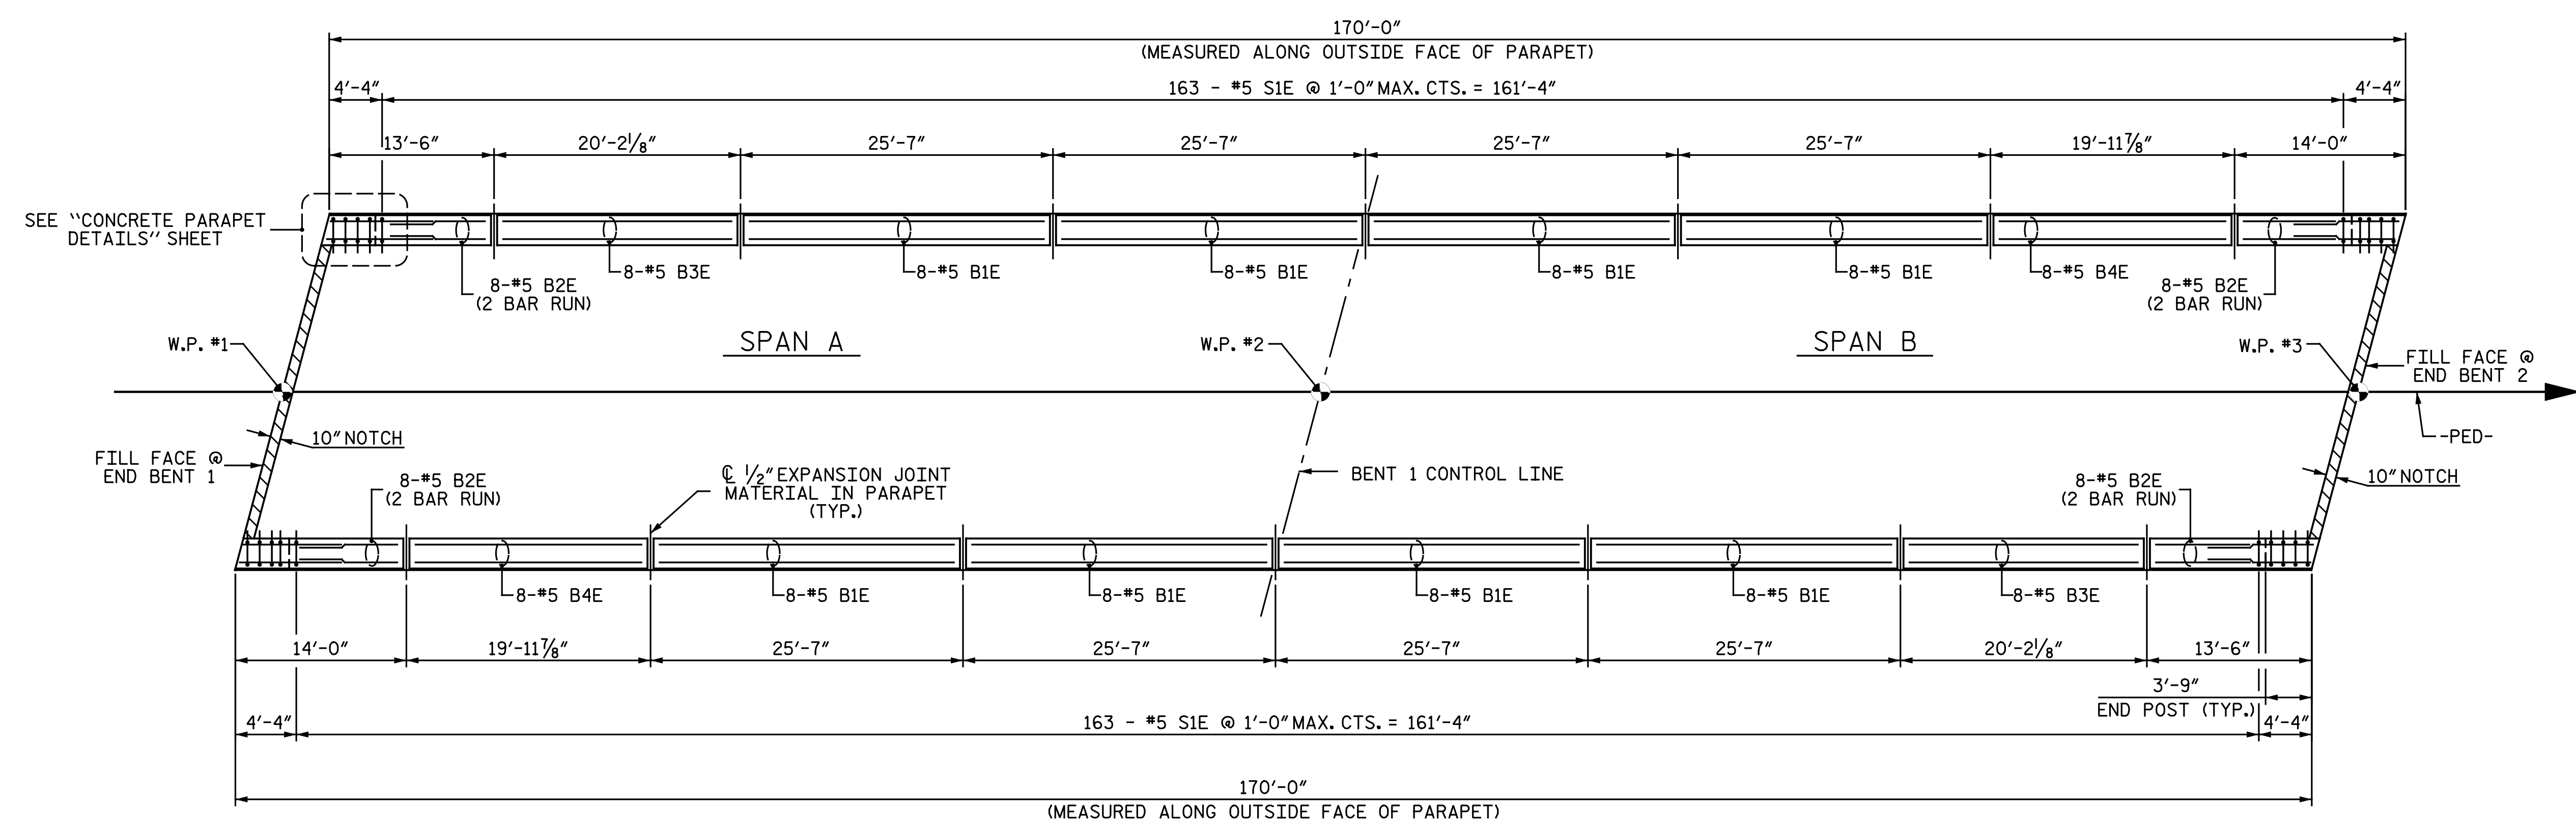 170'-0"
(MEASURED ALONG OUTSIDE FACE OF PARAPET)
4'-4"
163 - #5 S1E @ 1'-0" MAX. CTS. = 161'-4"
4'-4"
13'-6"
20'-2⅛"
25'-7"
25'-7"
25'-7"
25'-7"
19'-11⅞"
14'-0"
SEE "CONCRETE PARAPET
DETAILS" SHEET
8-#5 B2E
(2 BAR RUN)
8-#5 B3E
8-#5 B1E
8-#5 B1E
8-#5 B1E
8-#5 B1E
8-#5 B4E
8-#5 B2E
(2 BAR RUN)
W.P. #1
SPAN A
W.P. #2
SPAN B
W.P. #3
FILL FACE @
END BENT 2
10" NOTCH
-PED-
FILL FACE @
END BENT 1
8-#5 B2E
(2 BAR RUN)
℄ ½" EXPANSION JOINT
MATERIAL IN PARAPET
(TYP.)
BENT 1 CONTROL LINE
8-#5 B2E
(2 BAR RUN)
10" NOTCH
8-#5 B4E
8-#5 B1E
8-#5 B1E
8-#5 B1E
8-#5 B1E
8-#5 B3E
14'-0"
19'-11⅞"
25'-7"
25'-7"
25'-7"
25'-7"
20'-2⅛"
13'-6"
3'-9"
END POST (TYP.)
4'-4"
163 - #5 S1E @ 1'-0" MAX. CTS. = 161'-4"
4'-4"
170'-0"
(MEASURED ALONG OUTSIDE FACE OF PARAPET)